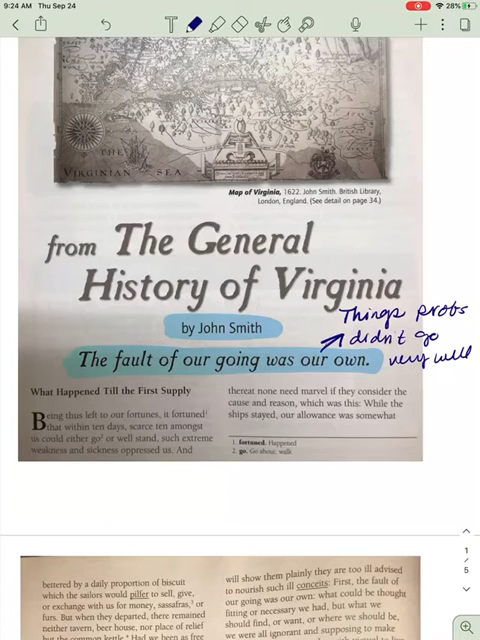 9:24 AM Thu Sep 24
28%
THE
VIRGINIAN SEA
Map of Virginia, 1622. John Smith. British Library,
London, England. (See detail on page 34.)
from The General
History of Virginia
by John Smith
The fault of our going was our own.
Things probs
didn't go
very well
What Happened Till the First Supply
Being thus left to our fortunes, it fortuned1
that within ten days, scarce ten amongst
us could either go2 or well stand, such extreme
weakness and sickness oppressed us. And
thereat none need marvel if they consider the
cause and reason, which was this: While the
ships stayed, our allowance was somewhat
1. fortuned. Happened
2. go. Go about; walk
1
/
5
bettered by a daily proportion of biscuit
which the sailors would pilfer to sell, give,
or exchange with us for money, sassafras,3 or
furs. But when they departed, there remained
neither tavern, beer house, nor place of relief
but the common kettle.4 Had we been as free
will show them plainly they are too ill advised
to nourish such ill conceits: First, the fault of
our going was our own; what could be thought
fitting or necessary we had, but what we
should find, or want, or where we should be,
we were all ignorant and supposing to make